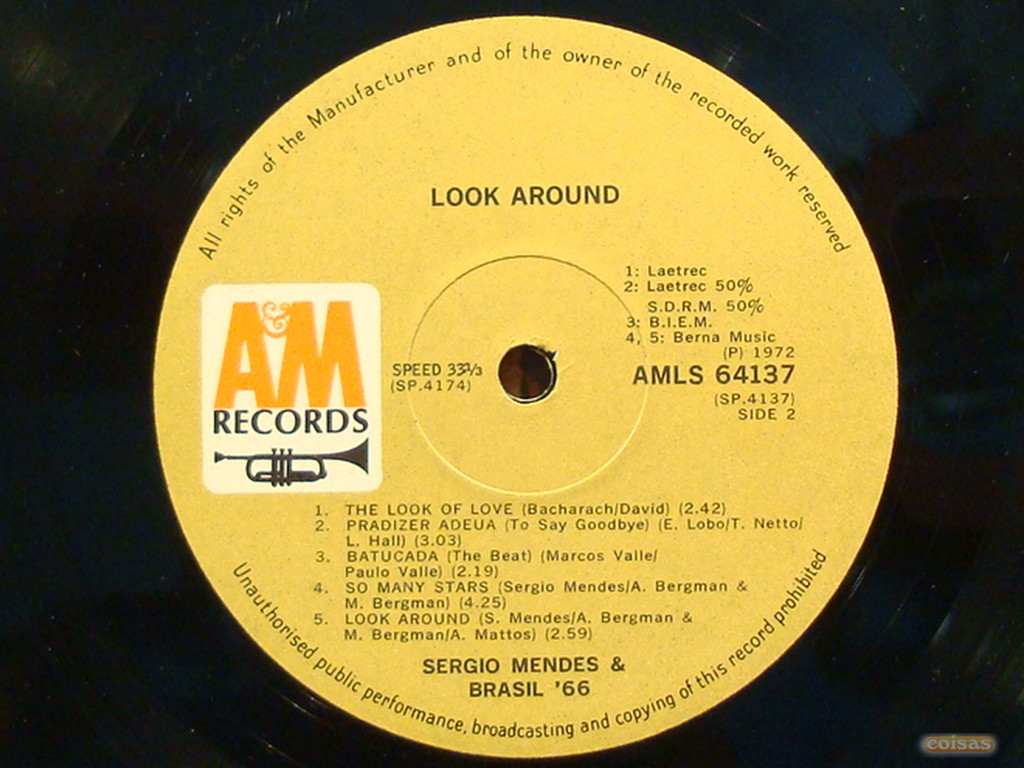 All rights of the Manufacturer and of the owner of the recorded work reserved
LOOK AROUND
1: Laetrec
2: Laetrec 50%
S.D.R.M. 50%
3: B.I.E.M.
4, 5: Berna Music
(P) 1972
AMLS 64137
(SP.4137)
SIDE 2
SPEED 33⅓
(SP.4174)
A&M
RECORDS
1. THE LOOK OF LOVE (Bacharach/David) (2.42)
2. PRADIZER ADEUA (To Say Goodbye) (E. Lobo/T. Netto/
L. Hall) (3.03)
3. BATUCADA (The Beat) (Marcos Valle/
Paulo Valle) (2.19)
4. SO MANY STARS (Sergio Mendes/A. Bergman &
M. Bergman) (4.25)
5. LOOK AROUND (S. Mendes/A. Bergman &
M. Bergman/A. Mattos) (2.59)
SERGIO MENDES &
BRASIL '66
Unauthorised public performance, broadcasting and copying of this record prohibited
coisas